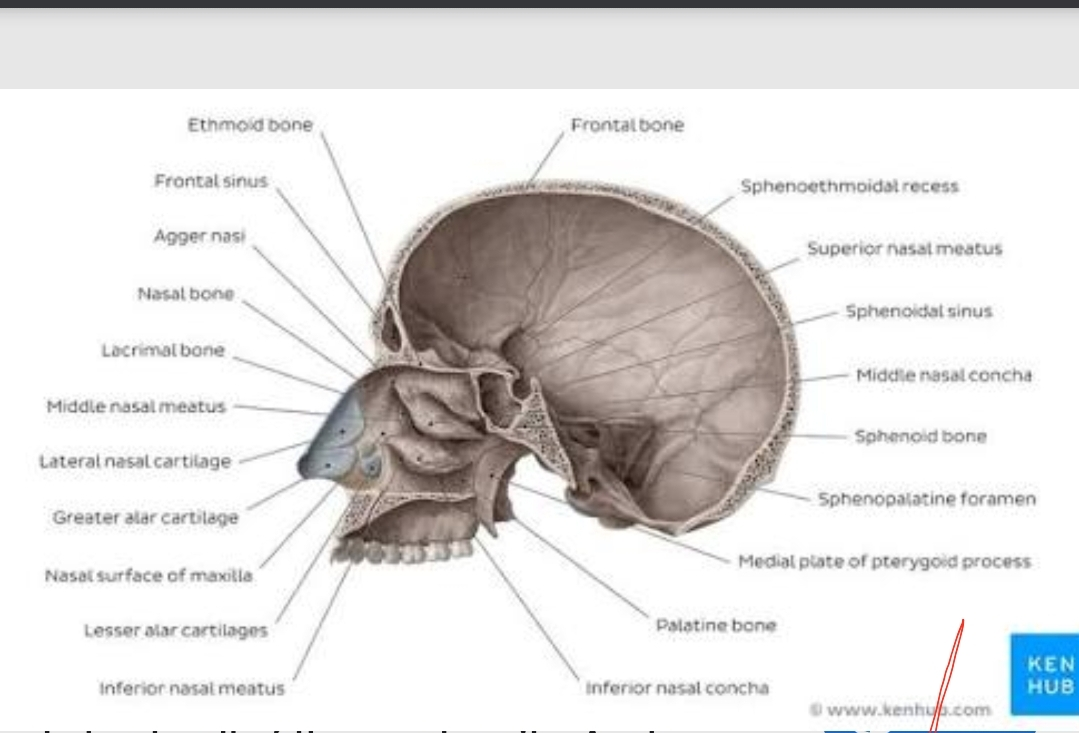 Ethmoid bone
Frontal bone
Frontal sinus
Sphenoethmoidal recess
Agger nasi
Superior nasal meatus
Nasal bone
Sphenoidal sinus
Lacrimal bone
Middle nasal concha
Middle nasal meatus
Sphenoid bone
Lateral nasal cartilage
Sphenopalatine foramen
Greater alar cartilage
Medial plate of pterygoid process
Nasal surface of maxilla
Palatine bone
Lesser alar cartilages
Inferior nasal meatus
Inferior nasal concha
KEN
HUB
© www.kenhub.com